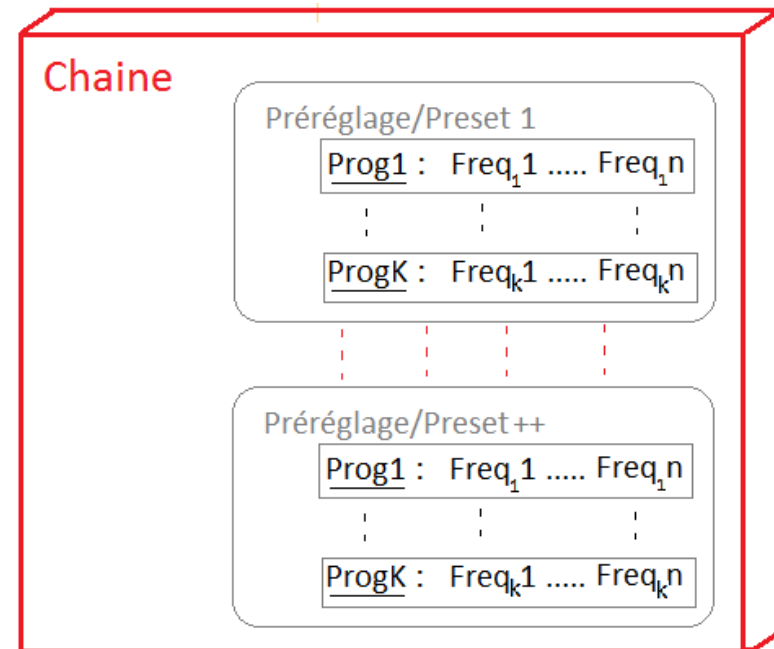 Chaine
Préréglage/Preset 1
Prog1 : Freq₁1 ..... Freq₁n
ProgK : Freqₖ1 ..... Freqₖn
Préréglage/Preset ++
Prog1 : Freq₁1 ..... Freq₁n
ProgK : Freqₖ1 ..... Freqₖn